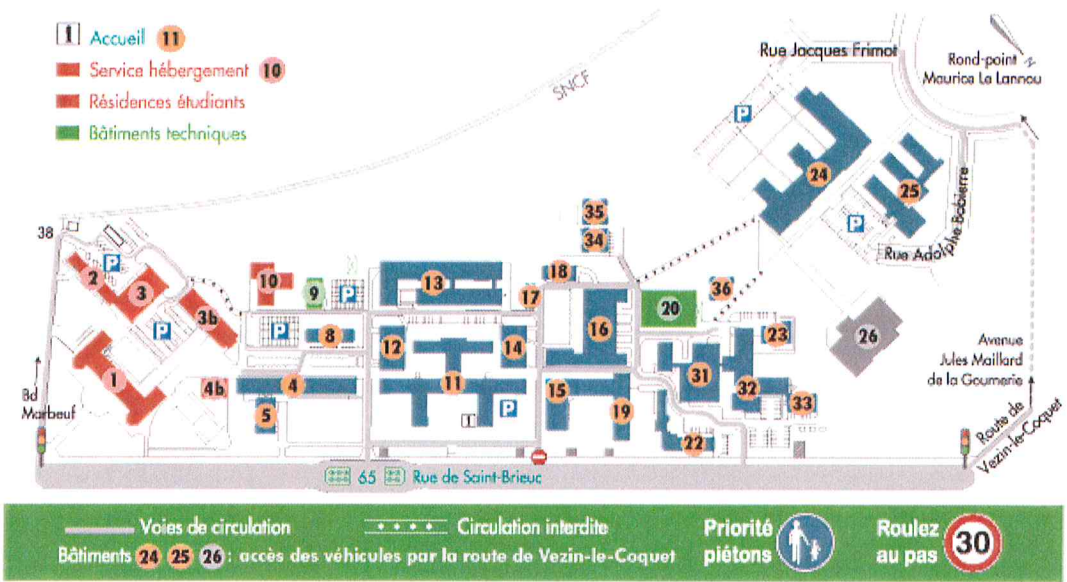 i Accueil 11
Service hébergement 10
Résidences étudiants
Bâtiments techniques
SNCF
Rue Jacques Frimot
Rond-point
Maurice Le Lannou
N
P
24
25
P
Rue Adolphe Bobierre
38
2
P
3
3b
P
1
Bd
Marbeuf
4b
10
9
P
P
8
4
5
13
12
14
11
i
P
35
34
18
17
16
15
19
20
36
31
32
23
33
22
26
Avenue
Jules Maillard
de la Gournerie
Route de
Vezin-le-Coquet
65 Rue de Saint-Brieuc
Voies de circulation
Circulation interdite
Bâtiments 24 25 26 : accès des véhicules par la route de Vezin-le-Coquet
Priorité
piétons
Roulez
au pas
30